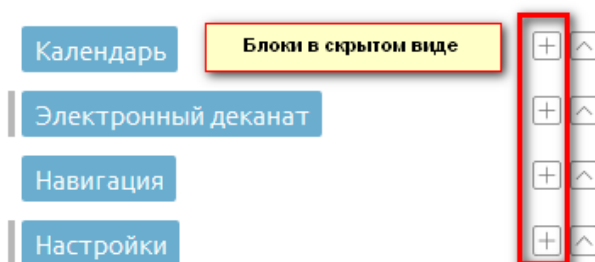 Календарь
Блоки в скрытом виде
Электронный деканат
Навигация
Настройки